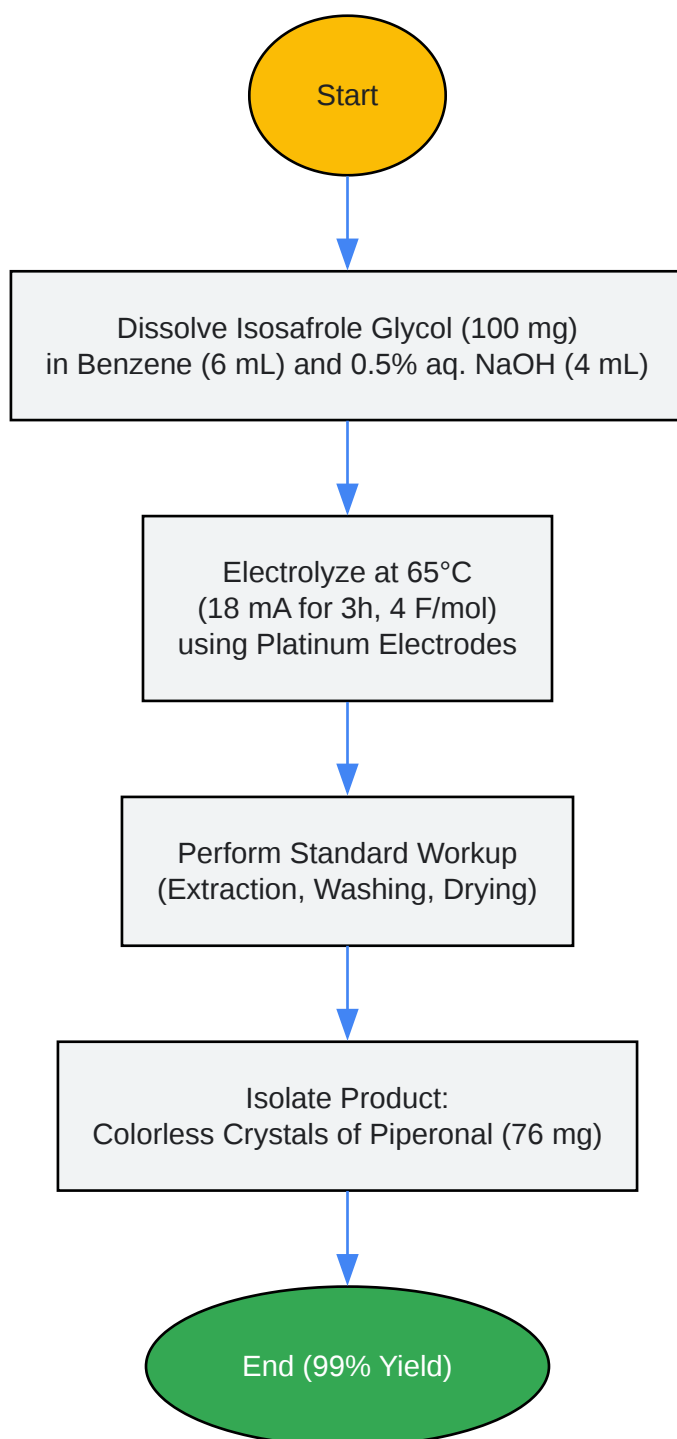 Start
Dissolve Isosafrole Glycol (100 mg)
in Benzene (6 mL) and 0.5% aq. NaOH (4 mL)
Electrolyze at 65°C
(18 mA for 3h, 4 F/mol)
using Platinum Electrodes
Perform Standard Workup
(Extraction, Washing, Drying)
Isolate Product:
Colorless Crystals of Piperonal (76 mg)
End (99% Yield)